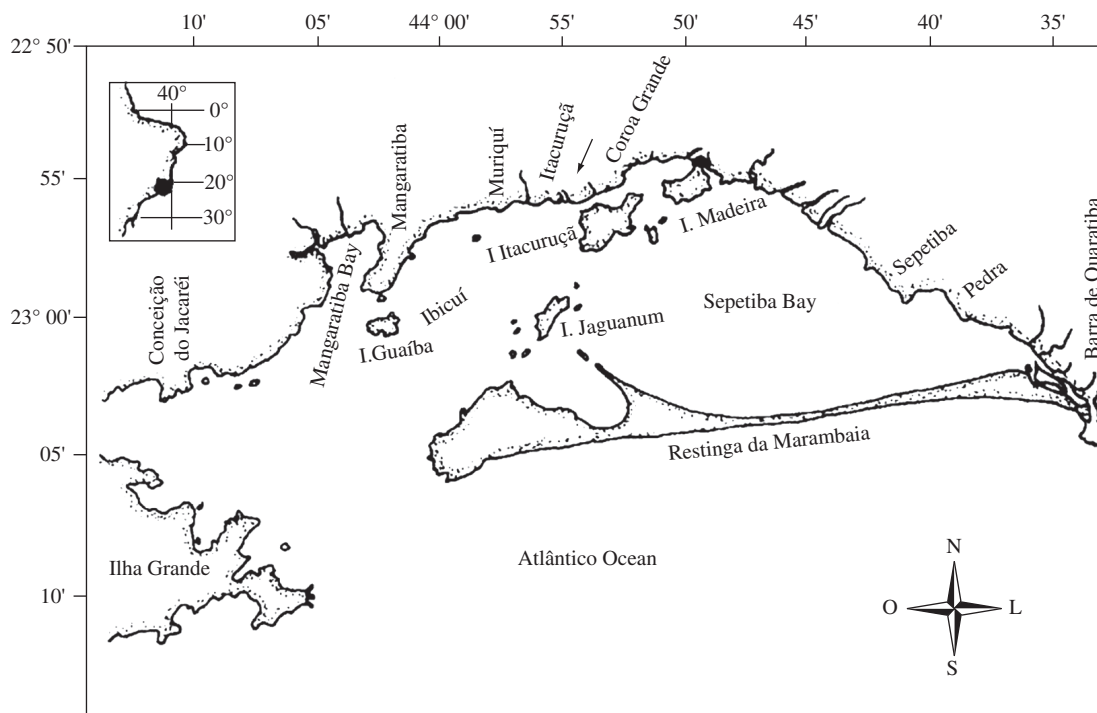 10' 05' 44° 00' 55' 50' 45' 40' 35'
22° 50'
55'
23° 00'
05'
10'
40°
0°
10°
20°
30°
Conceição
do Jacaréi
Mangaratiba Bay
Mangaratiba
Ibicuí
I.Guaíba
Muriquí
Itacuruçã
Coroa Grande
I Itacuruçã
I. Madeira
I. Jaguanum
Sepetiba Bay
Sepetiba
Pedra
Barra de Guaratiba
Restinga da Marambaia
Ilha Grande
Atlântico Ocean
N
O
L
S